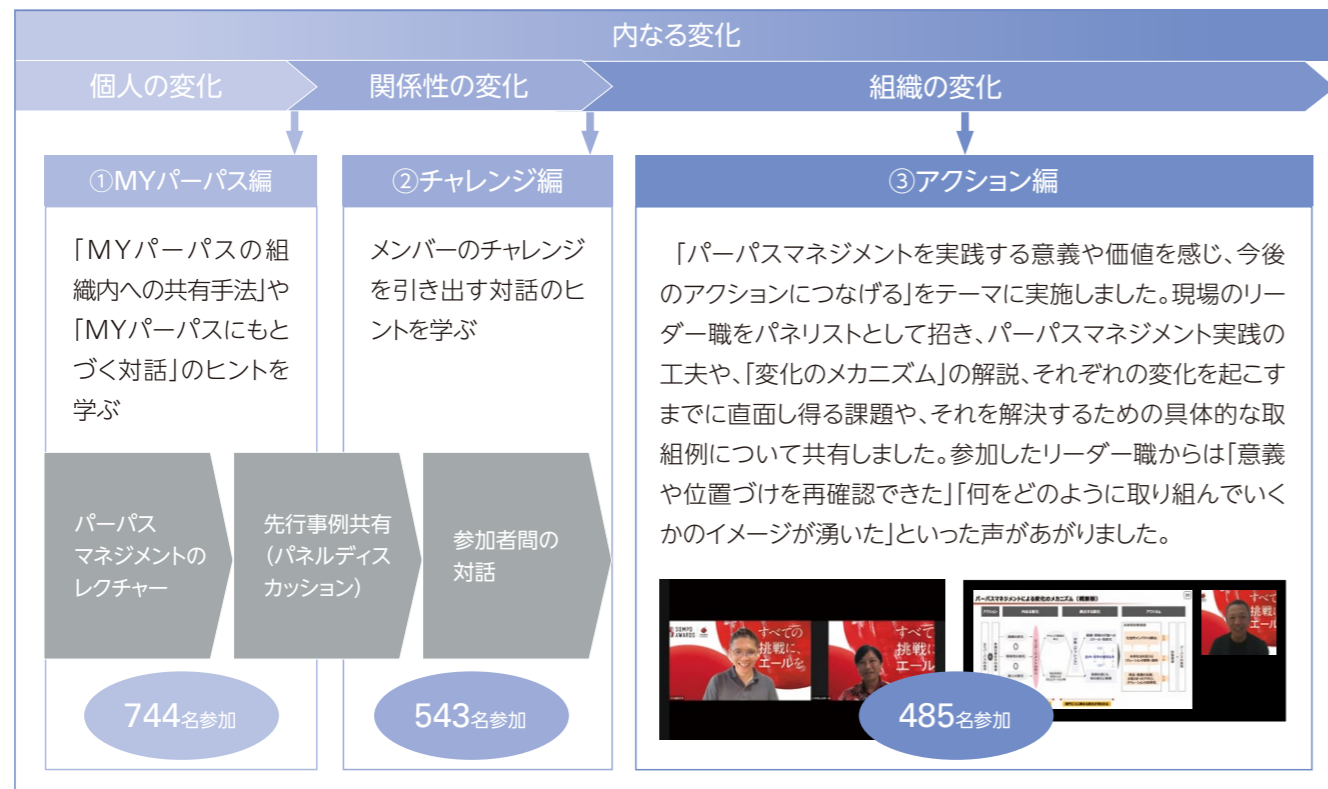 内なる変化
個人の変化
関係性の変化
組織の変化
①MYパーパス編
「MYパーパスの組
織内への共有手法」や
「MYパーパスにもと
づく対話」のヒントを
学ぶ
②チャレンジ編
メンバーのチャレンジ
を引き出す対話のヒ
ントを学ぶ
③アクション編
「パーパスマネジメントを実践する意義や価値を感じ、今後
のアクションにつなげる」をテーマに実施しました。現場のリー
ダー職をパネリストとして招き、パーパスマネジメント実践の
工夫や、「変化のメカニズム」の解説、それぞれの変化を起こす
までに直面し得る課題や、それを解決するための具体的な取
組例について共有しました。参加したリーダー職からは「意義
や位置づけを再確認できた」「何をどのように取り組んでいく
かのイメージが湧いた」といった声があがりました。
パーパス
マネジメントの
レクチャー
先行事例共有
（パネルディス
カッション）
参加者間の
対話
SOMPO
AWARDS
すべての
挑戦に、
エールを
すべて
挑戦に
エール
パーパスマネジメントによる変化のメカニズム（概要版）
すべて
挑戦に
744名参加
543名参加
485名参加